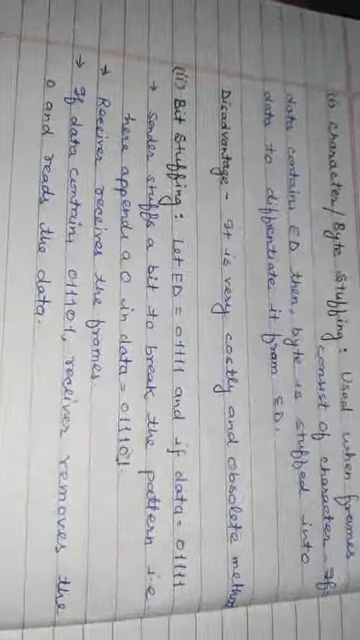 (i) Character/Byte Stuffing: Used when frames
consist of character. If
data contain ED then, byte is stuffed into
data to diffentiate it from ED.
Disadvantage - It is very costly and obsolete method
(ii) Bit Stuffing: Let ED = 01111 and if data = 01111
→ Sender stuffs a bit to break the pattern i.e.
here appends a 0 in data = 011101.
→ Receiver receives the frames
→ If data contains 011101, receiver removes the
0 and reads the data.